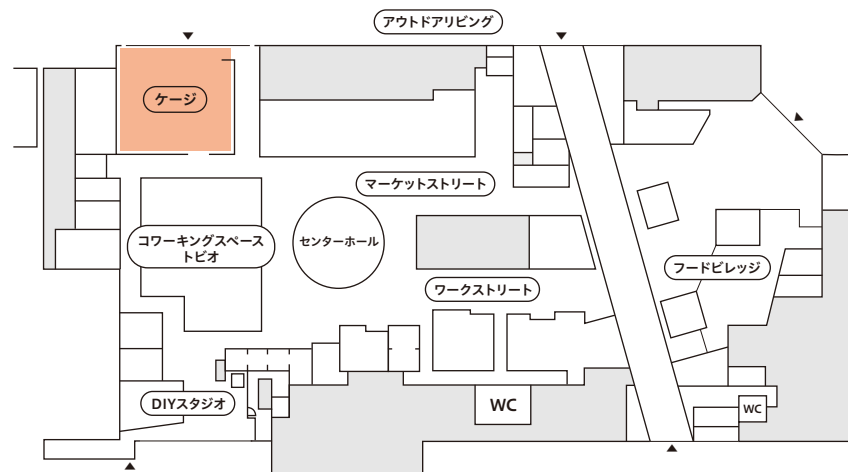 アウトドアリビング
ケージ
マーケットストリート
コワーキングスペース
トビオ
センターホール
フードビレッジ
ワークストリート
DIYスタジオ
WC
WC